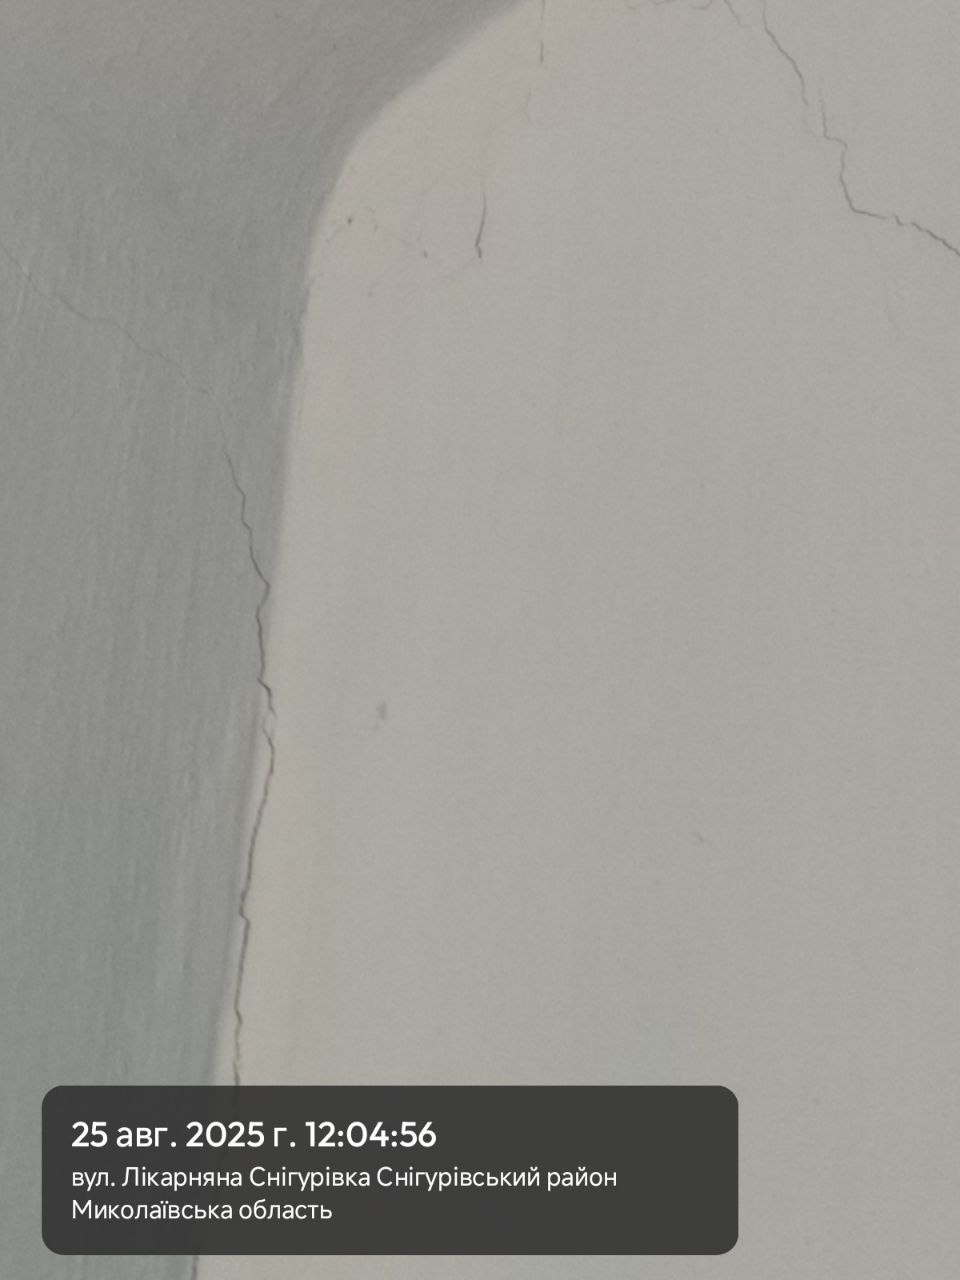 25 авг. 2025 г. 12:04:56
вул. Лікарняна Снігурівка Снігурівський район
Миколаївська область